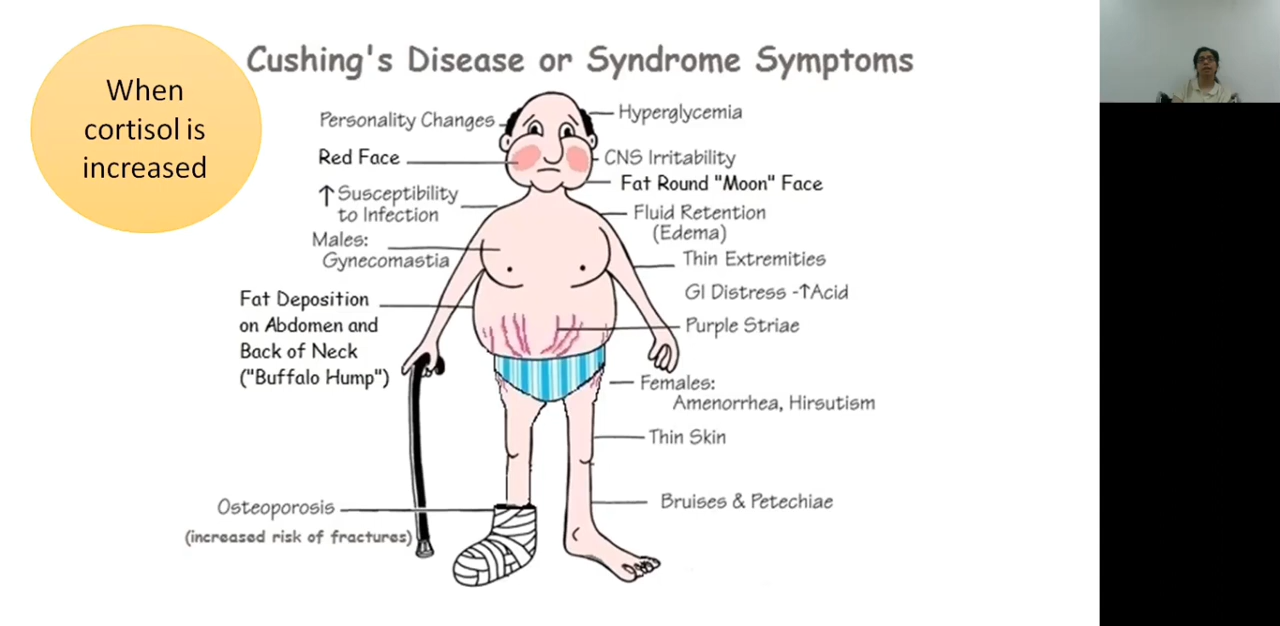 When
cortisol is
increased
Cushing's Disease or Syndrome Symptoms
Personality Changes
Red Face
↑ Susceptibility
to Infection
Males:
Gynecomastia
Fat Deposition
on Abdomen and
Back of Neck
("Buffalo Hump")
Osteoporosis
(increased risk of fractures)
Hyperglycemia
CNS Irritability
Fat Round "Moon" Face
Fluid Retention
(Edema)
Thin Extremities
GI Distress -↑Acid
Purple Striae
Females:
Amenorrhea, Hirsutism
Thin Skin
Bruises & Petechiae